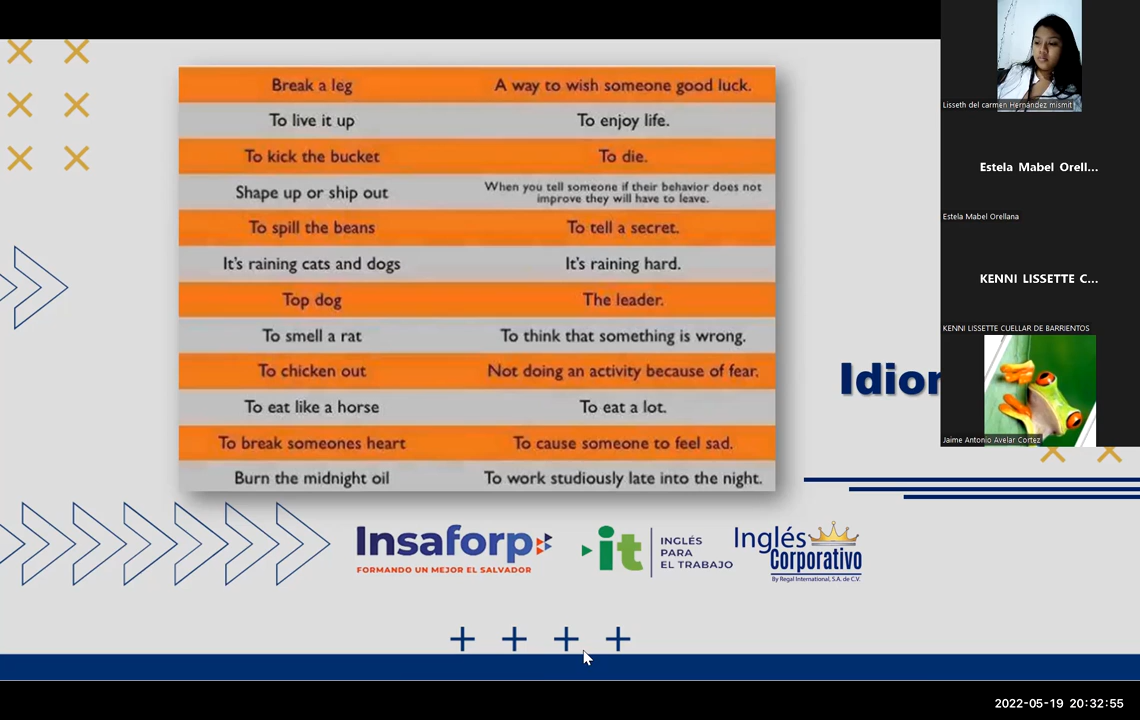 Break a leg A way to wish someone good luck.
To live it up To enjoy life.
To kick the bucket To die.
Shape up or ship out When you tell someone if their behavior does not
improve they will have to leave.
To spill the beans To tell a secret.
It's raining cats and dogs It's raining hard.
Top dog The leader.
To smell a rat To think that something is wrong.
To chicken out Not doing an activity because of fear.
To eat like a horse To eat a lot.
To break someones heart To cause someone to feel sad.
Burn the midnight oil To work studiously late into the night.
Lisseth del carmen Hernández mismit
Estela Mabel Orell...
Estela Mabel Orellana
KENNI LISSETTE C...
KENNI LISSETTE CUELLAR DE BARRIENTOS
Jaime Antonio Avelar Cortez
Insaforp
FORMANDO UN MEJOR EL SALVADOR
it
INGLÉS
PARA
EL TRABAJO
Inglés
Corporativo
By Regal International, S.A. de C.V.
2022-05-19 20:32:55